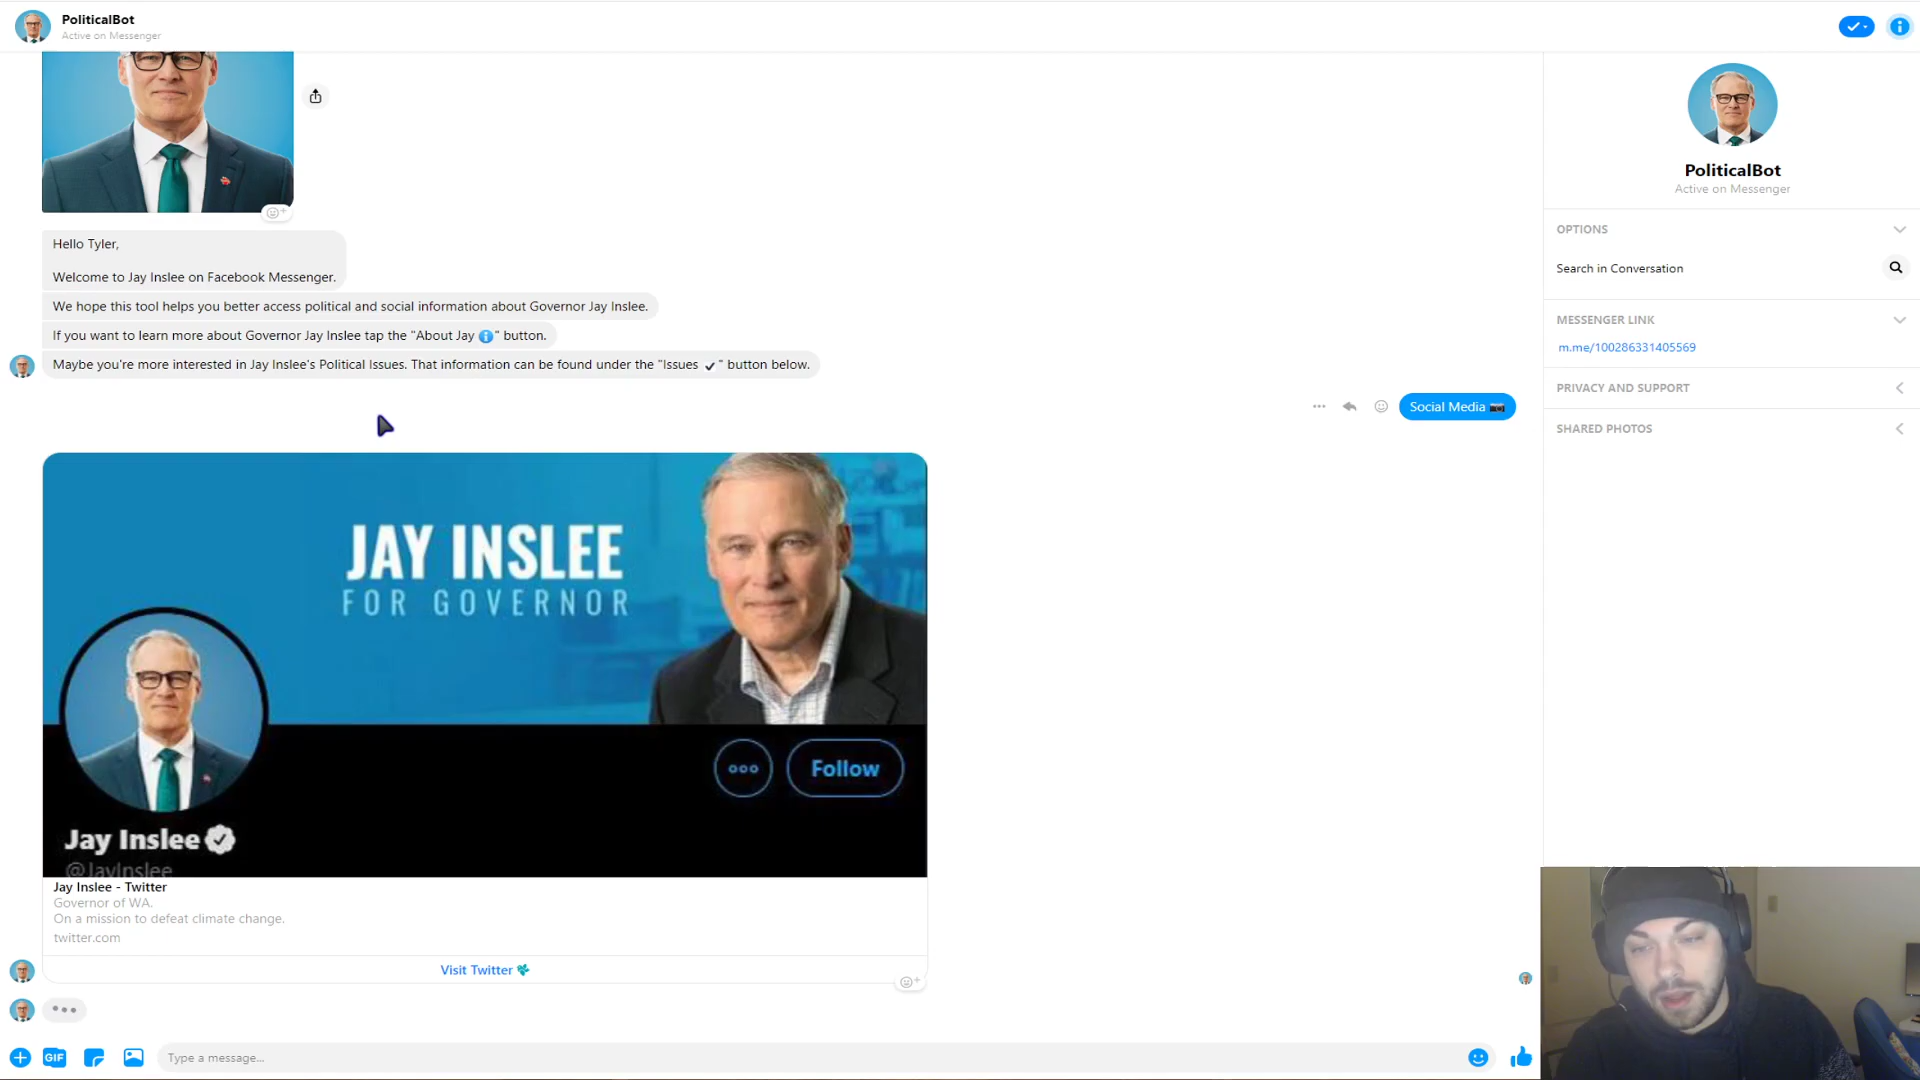 PoliticalBot
Active on Messenger
Hello Tyler,
Welcome to Jay Inslee on Facebook Messenger.
We hope this tool helps you better access political and social information about Governor Jay Inslee.
If you want to learn more about Governor Jay Inslee tap the "About Jay ℹ️" button.
Maybe you're more interested in Jay Inslee's Political Issues. That information can be found under the "Issues ✔" button below.
Social Media 📷
JAY INSLEE
FOR GOVERNOR
Follow
Jay Inslee
@JayInslee
Jay Inslee - Twitter
Governor of WA.
On a mission to defeat climate change.
twitter.com
Visit Twitter
GIF
Type a message...
PoliticalBot
Active on Messenger
OPTIONS
Search in Conversation
MESSENGER LINK
m.me/100286331405569
PRIVACY AND SUPPORT
SHARED PHOTOS